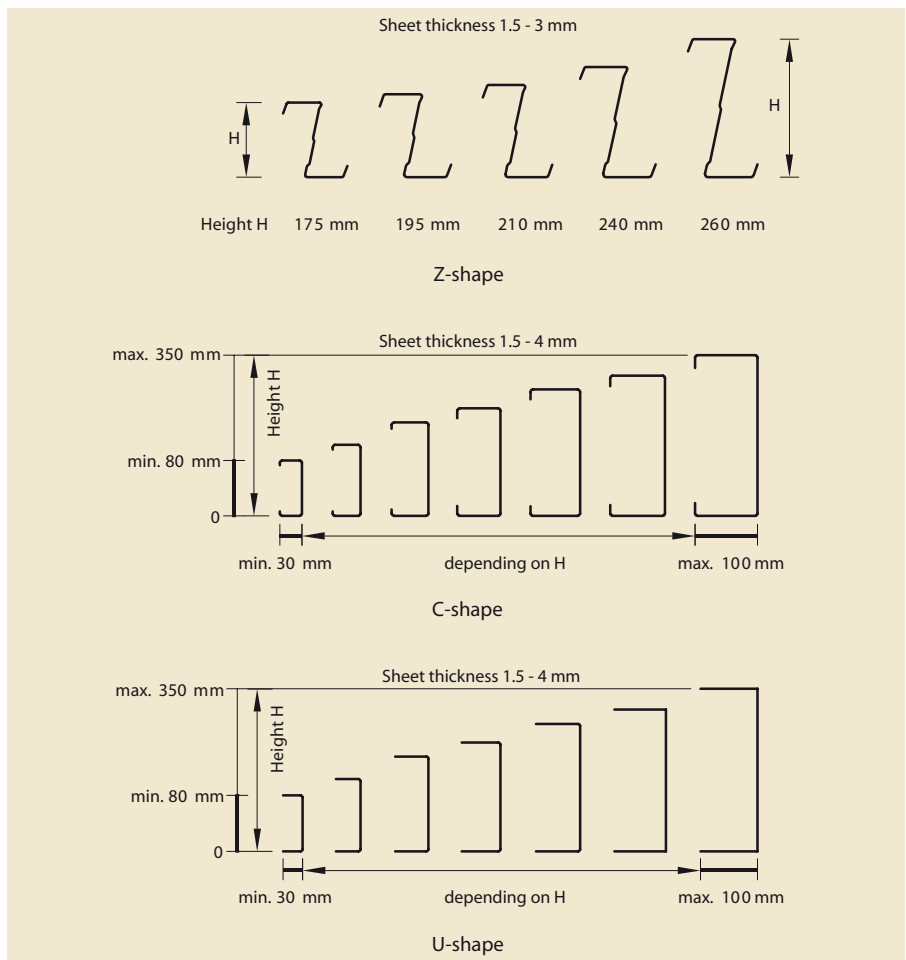 Sheet thickness 1.5 - 3 mm
H
H
Height H 175 mm 195 mm 210 mm 240 mm 260 mm
Z-shape
Sheet thickness 1.5 - 4 mm
max. 350 mm
Height H
min. 80 mm
0
min. 30 mm depending on H max. 100 mm
C-shape
Sheet thickness 1.5 - 4 mm
max. 350 mm
Height H
min. 80 mm
0
min. 30 mm depending on H max. 100 mm
U-shape